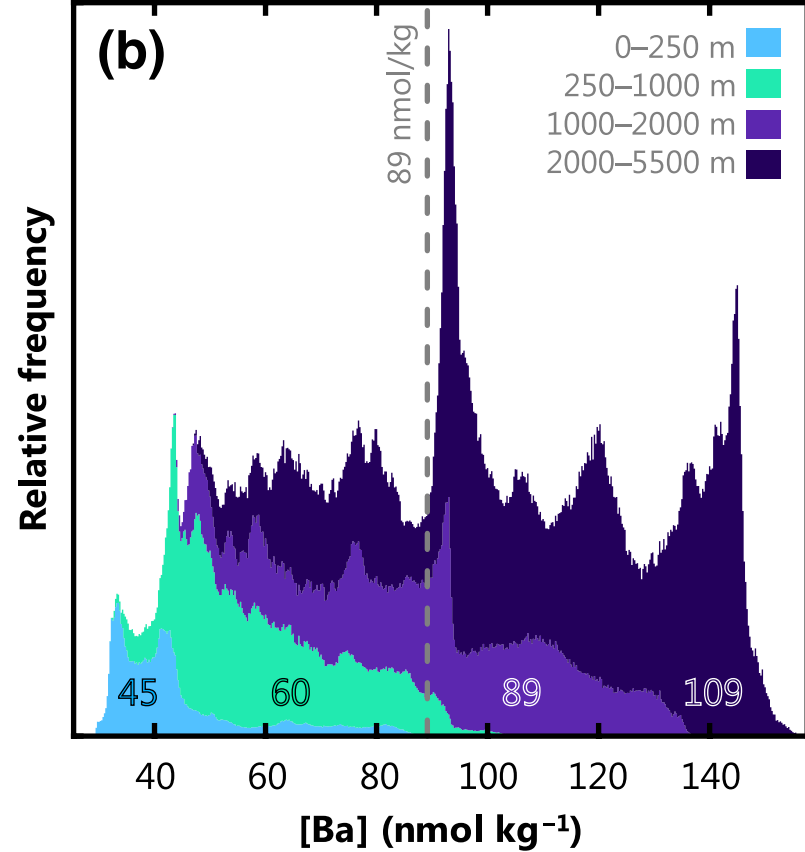 (b)
89 nmol/kg
0–250 m
250–1000 m
1000–2000 m
2000–5500 m
Relative frequency
45 60 89 109
40 60 80 100 120 140
[Ba] (nmol kg⁻¹)